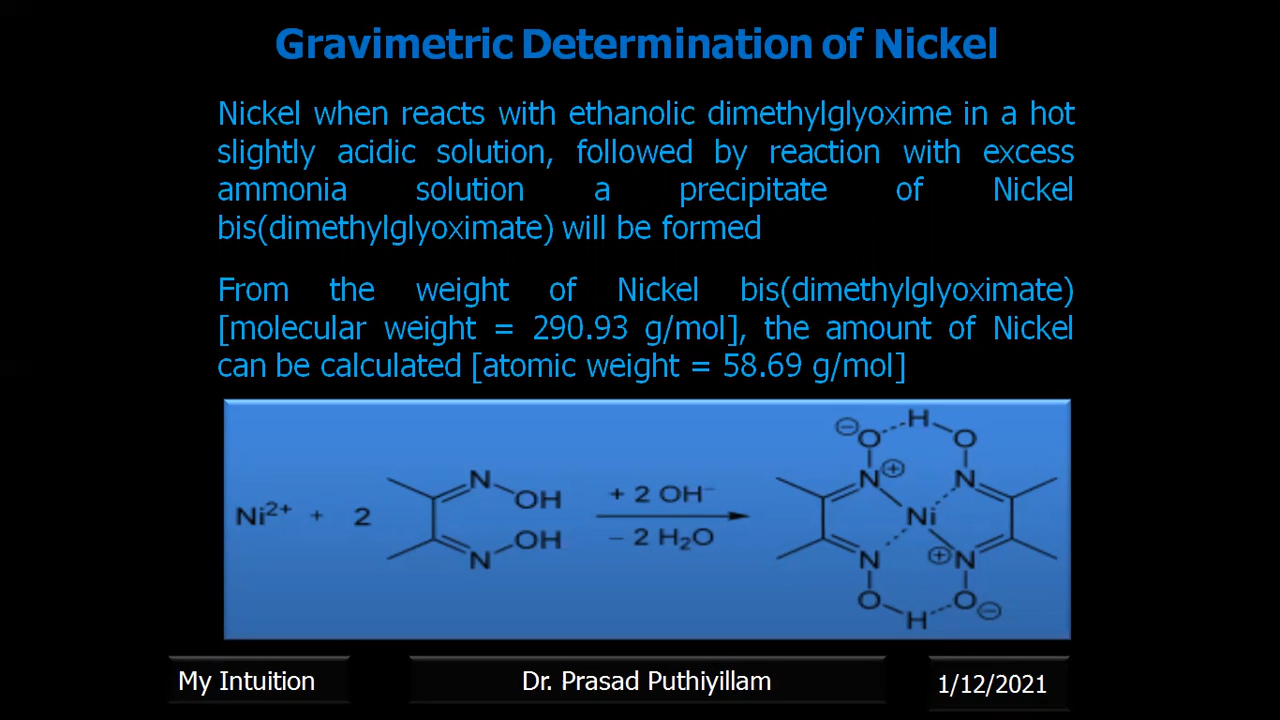 Gravimetric Determination of Nickel
Nickel when reacts with ethanolic dimethylglyoxime in a hot
slightly acidic solution, followed by reaction with excess
ammonia solution a precipitate of Nickel
bis(dimethylglyoximate) will be formed
From the weight of Nickel bis(dimethylglyoximate)
[molecular weight = 290.93 g/mol], the amount of Nickel
can be calculated [atomic weight = 58.69 g/mol]
Ni²⁺ + 2
N
OH
OH
N
+ 2 OH⁻
− 2 H₂O
⊖ O H O
N ⊕ N
Ni
N ⊕ N
O H O ⊖
My Intuition
Dr. Prasad Puthiyillam
1/12/2021